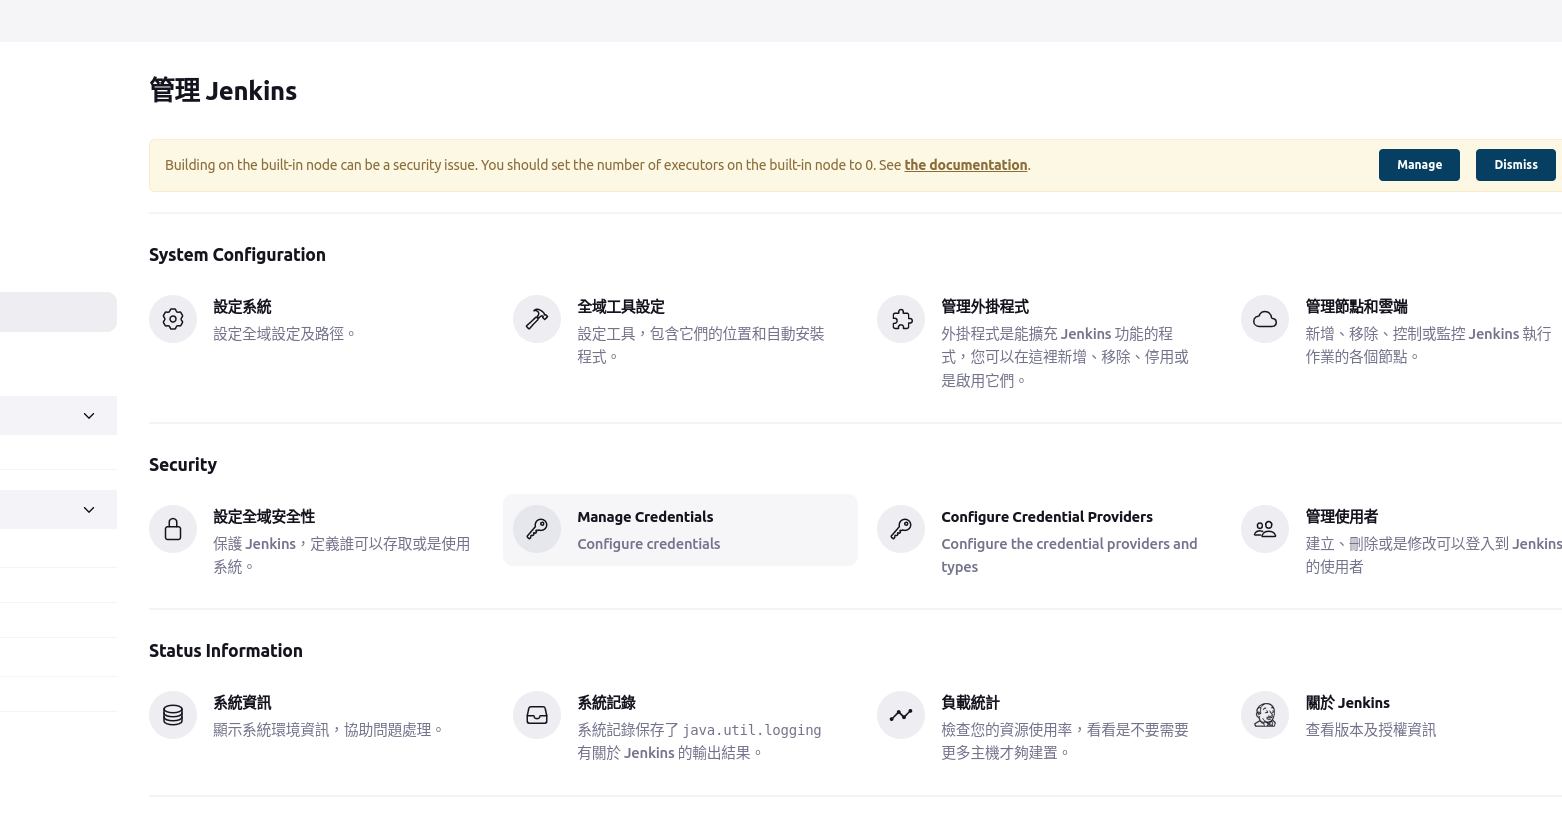 管理 Jenkins
Building on the built-in node can be a security issue. You should set the number of executors on the built-in node to 0. See the documentation.
Manage
Dismiss
System Configuration
設定系統
設定全域設定及路徑。
全域工具設定
設定工具，包含它們的位置和自動安裝
程式。
管理外掛程式
外掛程式是能擴充 Jenkins 功能的程
式，您可以在這裡新增、移除、停用或
是啟用它們。
管理節點和雲端
新增、移除、控制或監控 Jenkins 執行
作業的各個節點。
Security
設定全域安全性
保護 Jenkins，定義誰可以存取或是使用
系統。
Manage Credentials
Configure credentials
Configure Credential Providers
Configure the credential providers and
types
管理使用者
建立、刪除或是修改可以登入到 Jenkins
的使用者
Status Information
系統資訊
顯示系統環境資訊，協助問題處理。
系統記錄
系統記錄保存了 java.util.logging
有關於 Jenkins 的輸出結果。
負載統計
檢查您的資源使用率，看看是不要需要
更多主機才夠建置。
關於 Jenkins
查看版本及授權資訊